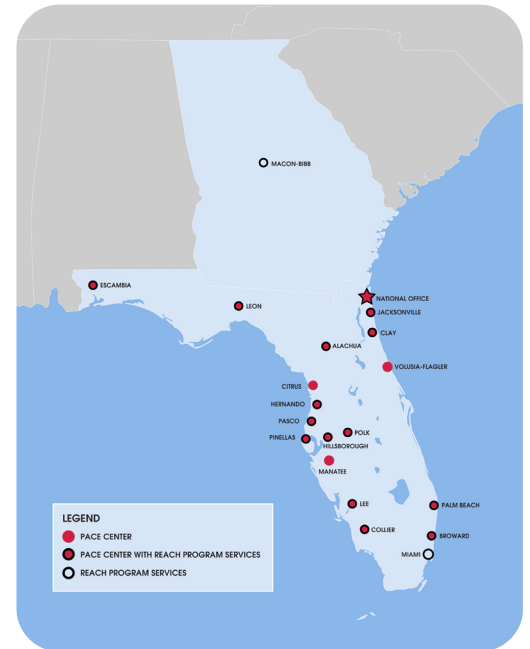 MACON-BIBB
ESCAMBIA
LEON
NATIONAL OFFICE
JACKSONVILLE
CLAY
ALACHUA
VOLUSIA-FLAGLER
CITRUS
HERNANDO
PASCO
POLK
PINELLAS
HILLSBOROUGH
MANATEE
LEE
PALM BEACH
COLLIER
BROWARD
MIAMI
LEGEND
PACE CENTER
PACE CENTER WITH REACH PROGRAM SERVICES
REACH PROGRAM SERVICES